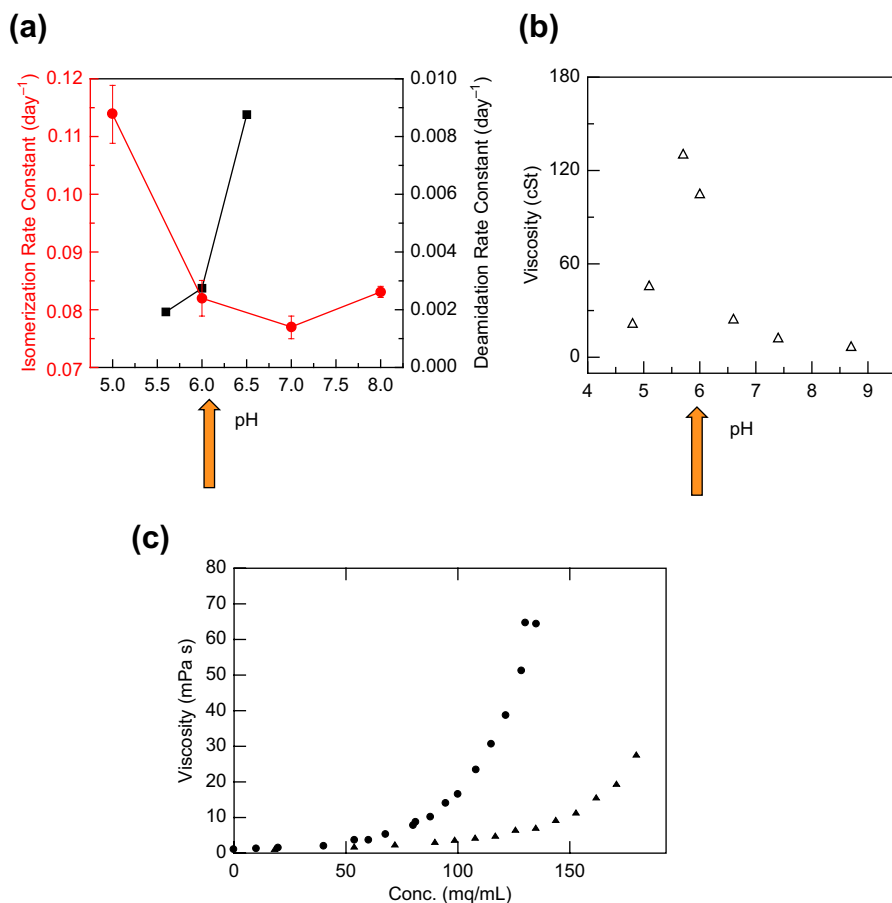 (a)
0.12
0.11
0.10
0.09
0.08
0.07
Isomerization Rate Constant (day⁻¹)
0.010
0.008
0.006
0.004
0.002
0.000
Deamidation Rate Constant (day⁻¹)
5.0 5.5 6.0 6.5 7.0 8.0
pH
(b)
180
120
60
0
Viscosity (cSt)
4 5 6 7 8 9
pH
(c)
80
70
60
50
40
30
20
10
0
Viscosity (mPa s)
0 50 100 150
Conc. (mq/mL)